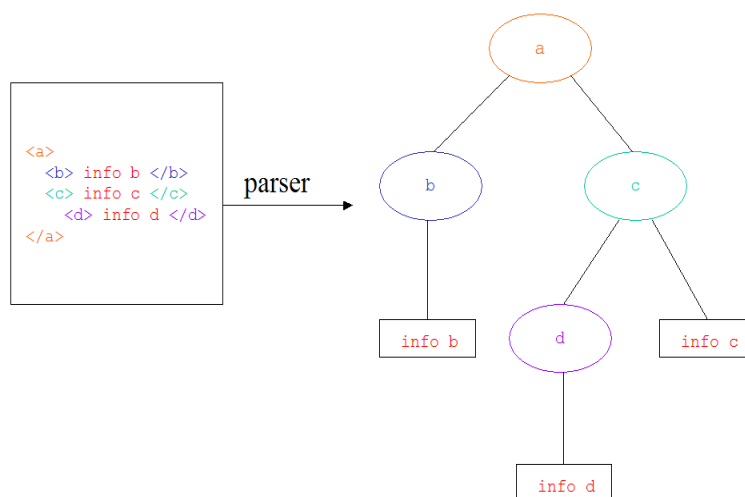 a
<a>
<b> info b </b>
<c> info c </c>
<d> info d </d>
</a>
parser
b
c
info b
d
info c
info d